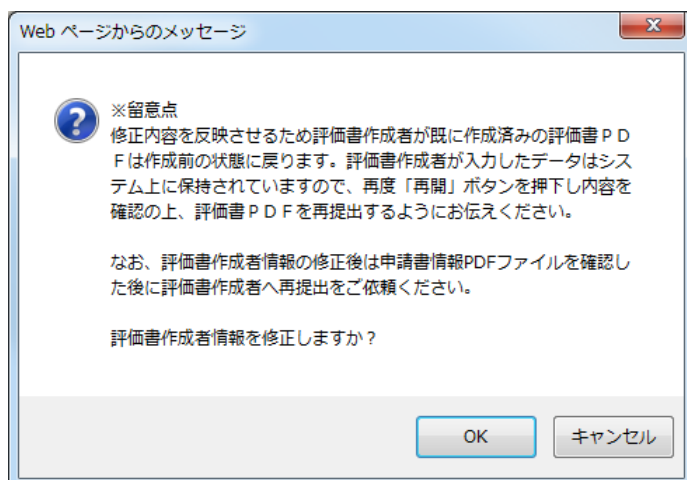 Web ページからのメッセージ
※留意点
修正内容を反映させるため評価書作成者が既に作成済みの評価書ＰＤ
Ｆは作成前の状態に戻ります。評価書作成者が入力したデータはシス
テム上に保持されていますので、再度「再開」ボタンを押下し内容を
確認の上、評価書ＰＤＦを再提出するようにお伝えください。
なお、評価書作成者情報の修正後は申請書情報PDFファイルを確認し
た後に評価書作成者へ再提出をご依頼ください。
評価書作成者情報を修正しますか？
OK
キャンセル